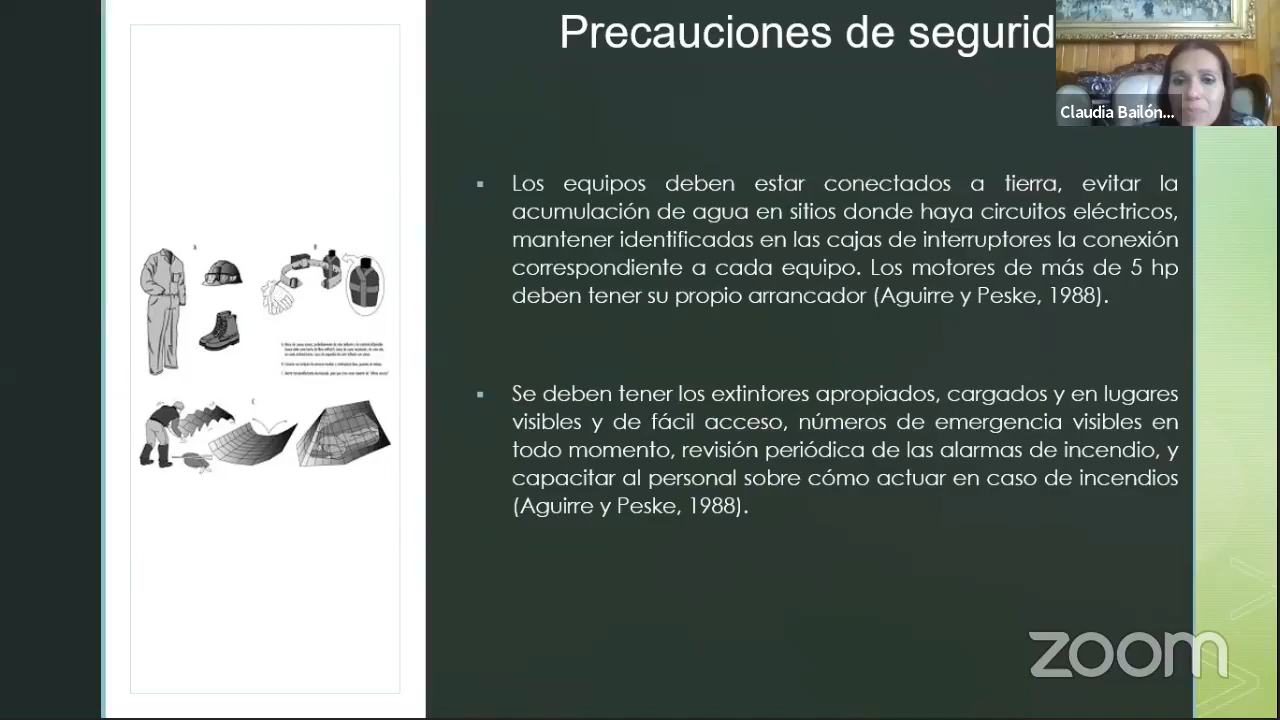 Precauciones de segurid
Claudia Bailón...
Los equipos deben estar conectados a tierra, evitar la
acumulación de agua en sitios donde haya circuitos eléctricos,
mantener identificadas en las cajas de interruptores la conexión
correspondiente a cada equipo. Los motores de más de 5 hp
deben tener su propio arrancador (Aguirre y Peske, 1988).
Se deben tener los extintores apropiados, cargados y en lugares
visibles y de fácil acceso, números de emergencia visibles en
todo momento, revisión periódica de las alarmas de incendio, y
capacitar al personal sobre cómo actuar en caso de incendios
(Aguirre y Peske, 1988).
zoom